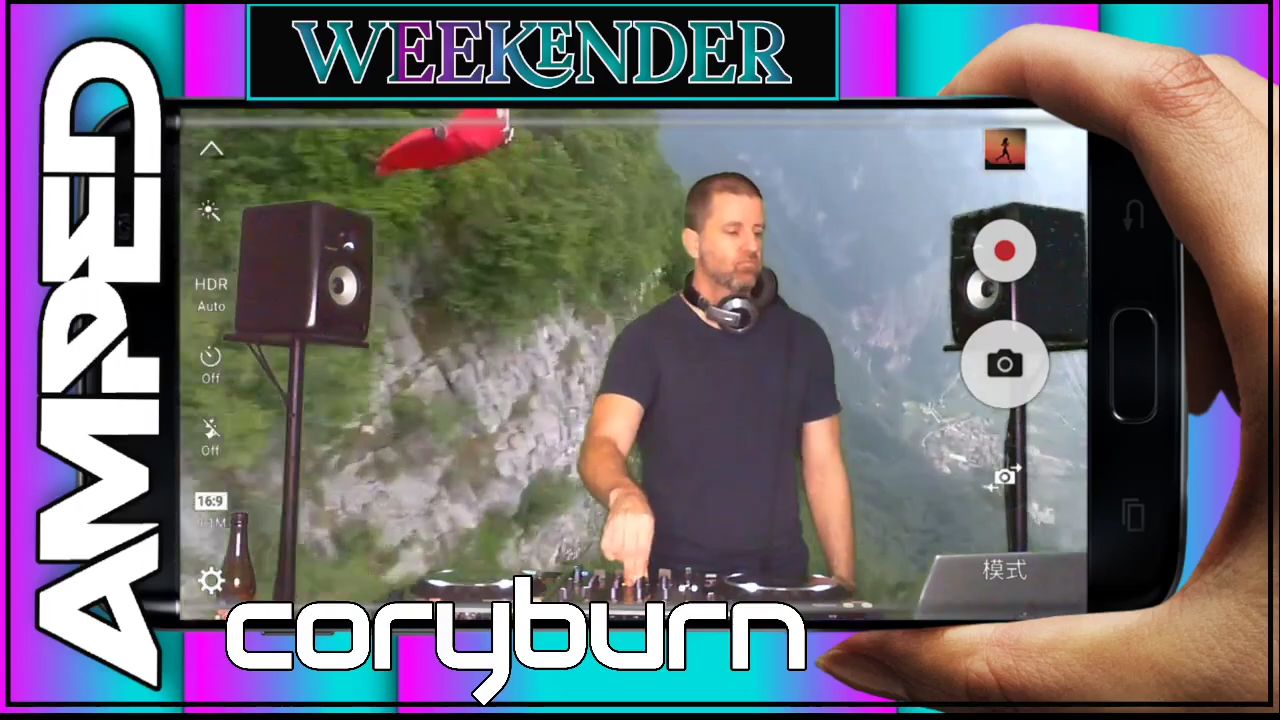 WEEKENDER
AMPED
HDR
Auto
Off
Off
16:9
模式
coryburn